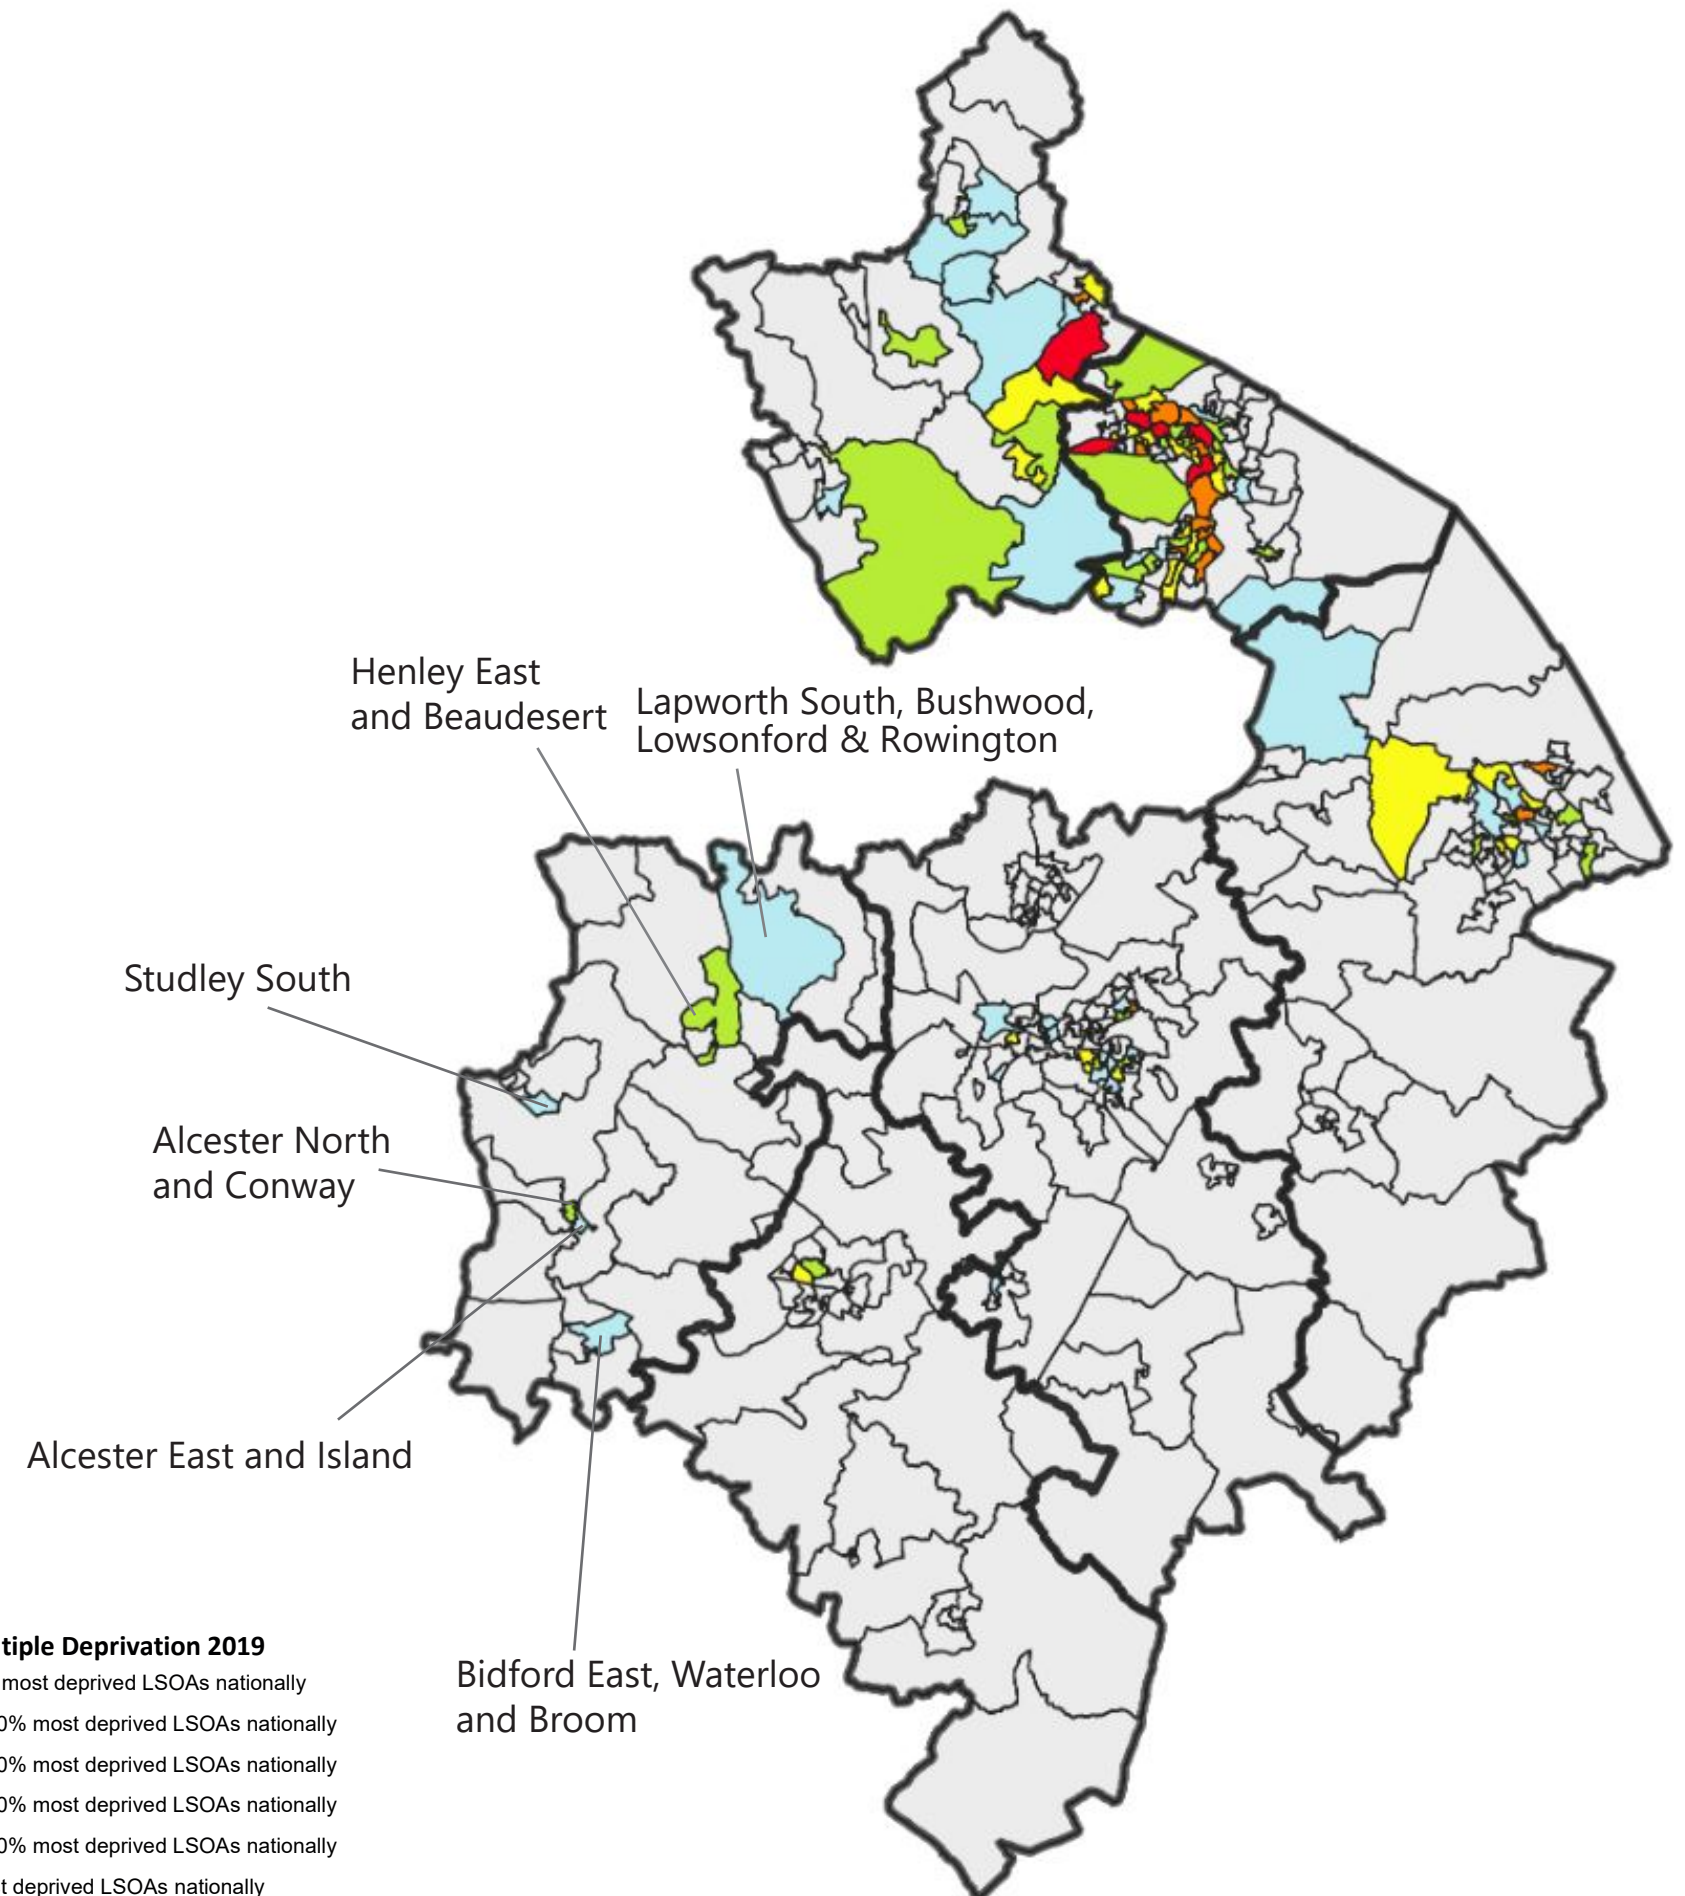 Henley East
and Beaudesert
Lapworth South, Bushwood,
Lowsonford & Rowington
Studley South
Alcester North
and Conway
Alcester East and Island
Bidford East, Waterloo
and Broom
tiple Deprivation 2019
most deprived LSOAs nationally
0% most deprived LSOAs nationally
0% most deprived LSOAs nationally
0% most deprived LSOAs nationally
0% most deprived LSOAs nationally
t deprived LSOAs nationally